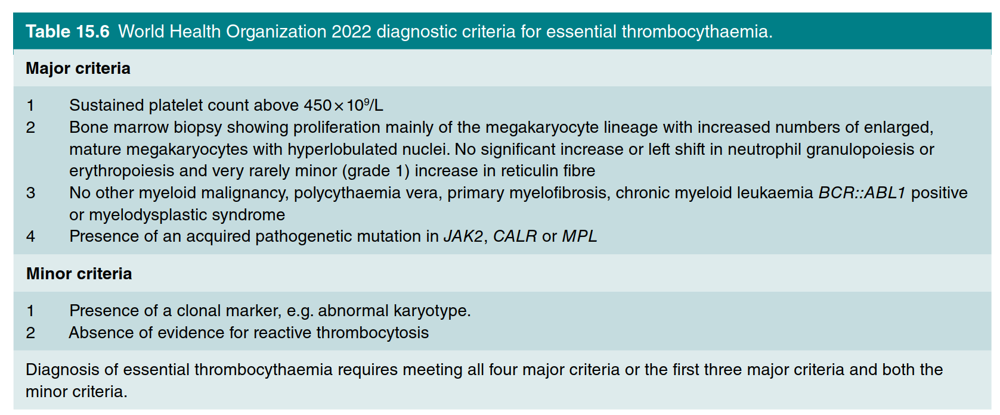 Table 15.6 World Health Organization 2022 diagnostic criteria for essential thrombocythaemia.
Major criteria
1 Sustained platelet count above 450 × 10⁹/L
2 Bone marrow biopsy showing proliferation mainly of the megakaryocyte lineage with increased numbers of enlarged,
mature megakaryocytes with hyperlobulated nuclei. No significant increase or left shift in neutrophil granulopoiesis or
erythropoiesis and very rarely minor (grade 1) increase in reticulin fibre
3 No other myeloid malignancy, polycythaemia vera, primary myelofibrosis, chronic myeloid leukaemia BCR::ABL1 positive
or myelodysplastic syndrome
4 Presence of an acquired pathogenetic mutation in JAK2, CALR or MPL
Minor criteria
1 Presence of a clonal marker, e.g. abnormal karyotype.
2 Absence of evidence for reactive thrombocytosis
Diagnosis of essential thrombocythaemia requires meeting all four major criteria or the first three major criteria and both the
minor criteria.